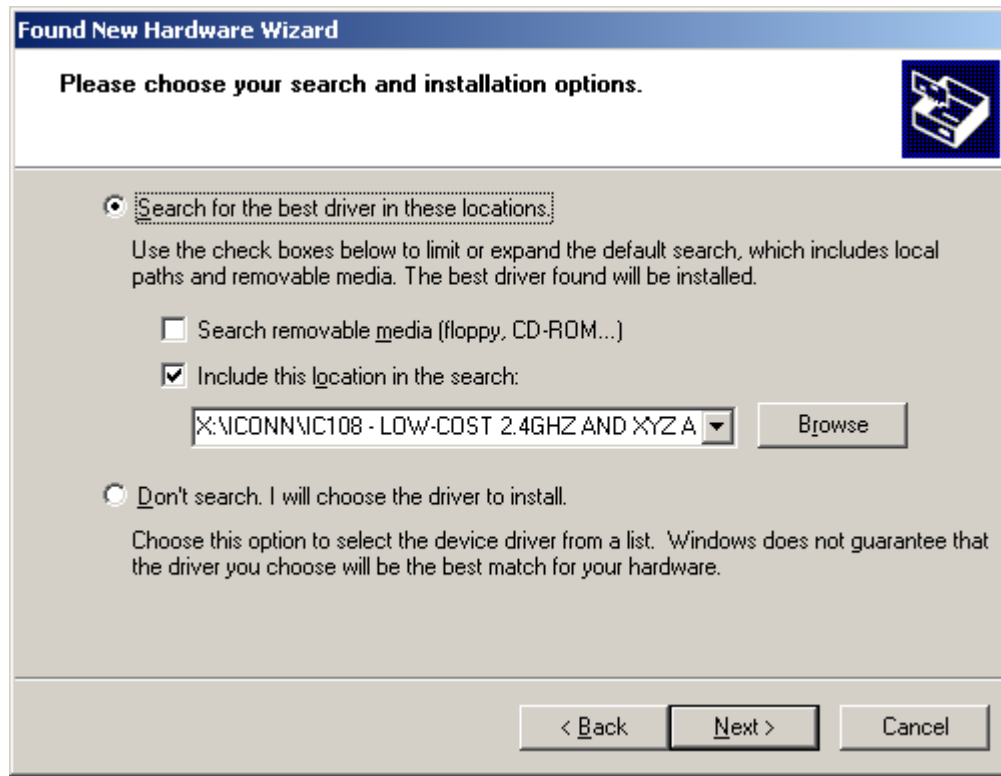 Found New Hardware Wizard
Please choose your search and installation options.
Search for the best driver in these locations.
Use the check boxes below to limit or expand the default search, which includes local
paths and removable media. The best driver found will be installed.
Search removable media (floppy, CD-ROM...)
Include this location in the search:
X:\ICONN\IC108 - LOW-COST 2.4GHZ AND XYZ A
Browse
Don't search. I will choose the driver to install.
Choose this option to select the device driver from a list.  Windows does not guarantee that
the driver you choose will be the best match for your hardware.
< Back
Next >
Cancel